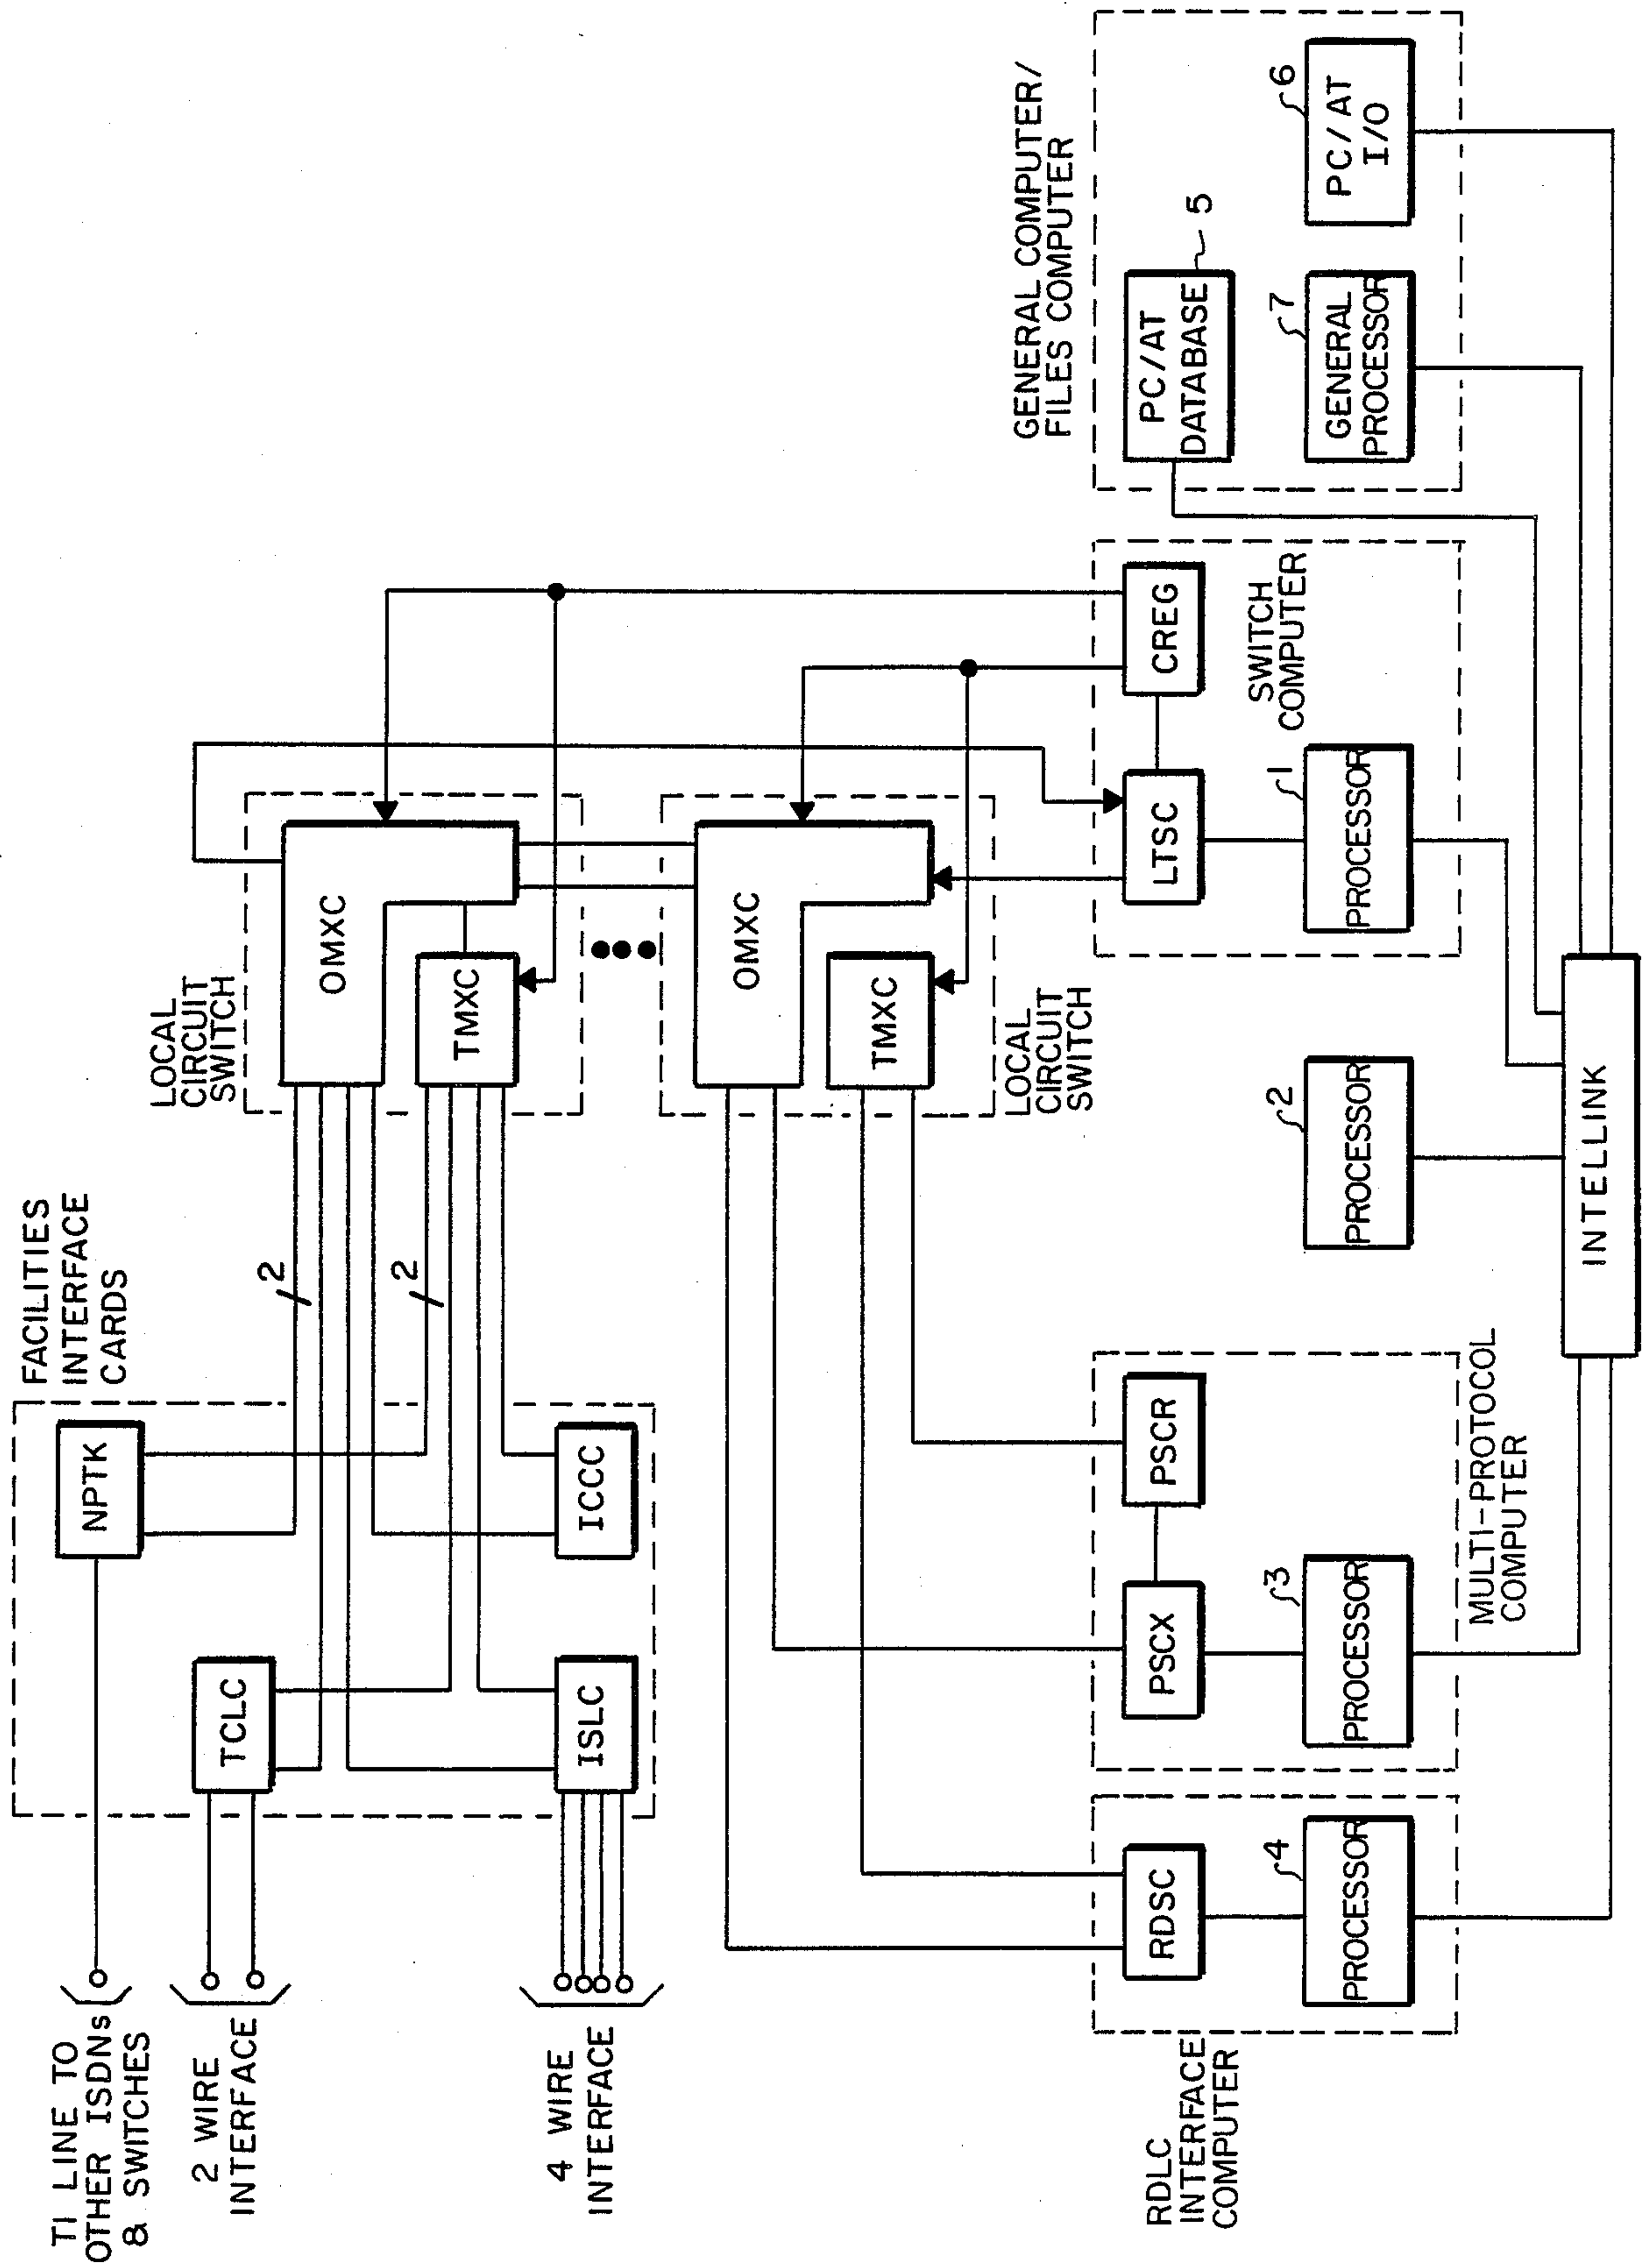 T1 LINE TO
OTHER ISDNs
& SWITCHES
2 WIRE
INTERFACE
4 WIRE
INTERFACE
FACILITIES
INTERFACE
CARDS
NPTK
TCLC
ISLC
ICCC
2
2
LOCAL
CIRCUIT
SWITCH
OMXC
TMXC
OMXC
TMXC
LOCAL
CIRCUIT
SWITCH
RDLC
INTERFACE
COMPUTER
RDSC
4
PROCESSOR
PSCX
PSCR
3
PROCESSOR
MULTI-PROTOCOL
COMPUTER
2
PROCESSOR
LTSC
CREG
SWITCH
COMPUTER
1
PROCESSOR
GENERAL COMPUTER/
FILES COMPUTER
PC/AT
DATABASE
5
7
GENERAL
PROCESSOR
6
PC/AT
I/O
INTELLINK